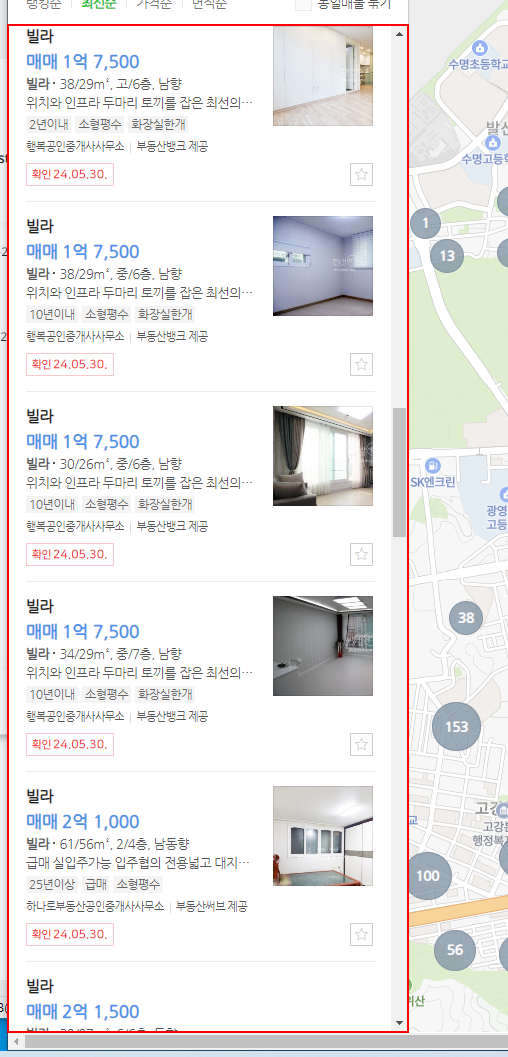 랭킹순 최신순 가격순 면적순 동일매물 묶기
빌라
매매 1억 7,500
빌라 · 38/29m², 고/6층, 남향
위치와 인프라 두마리 토끼를 잡은 최선의…
2년이내 소형평수 화장실한개
행복공인중개사사무소 | 부동산뱅크 제공
확인 24.05.30.
빌라
매매 1억 7,500
빌라 · 38/29m², 중/6층, 남향
위치와 인프라 두마리 토끼를 잡은 최선의…
10년이내 소형평수 화장실한개
행복공인중개사사무소 | 부동산뱅크 제공
확인 24.05.30.
빌라
매매 1억 7,500
빌라 · 30/26m², 중/6층, 남향
위치와 인프라 두마리 토끼를 잡은 최선의…
10년이내 소형평수 화장실한개
행복공인중개사사무소 | 부동산뱅크 제공
확인 24.05.30.
빌라
매매 1억 7,500
빌라 · 34/29m², 중/7층, 남향
위치와 인프라 두마리 토끼를 잡은 최선의…
10년이내 소형평수 화장실한개
행복공인중개사사무소 | 부동산뱅크 제공
확인 24.05.30.
빌라
매매 2억 1,000
빌라 · 61/56m², 2/4층, 남동향
급매 실입주가능 입주협의 전용넓고 대지…
25년이상 급매 소형평수
하나로부동산공인중개사사무소 | 부동산써브 제공
확인 24.05.30.
빌라
매매 2억 1,500
수명초등학교
발산
수명고등학
1
13
SK엔크린
광영
고등
38
153
고강
고강본
행정복지
100
56